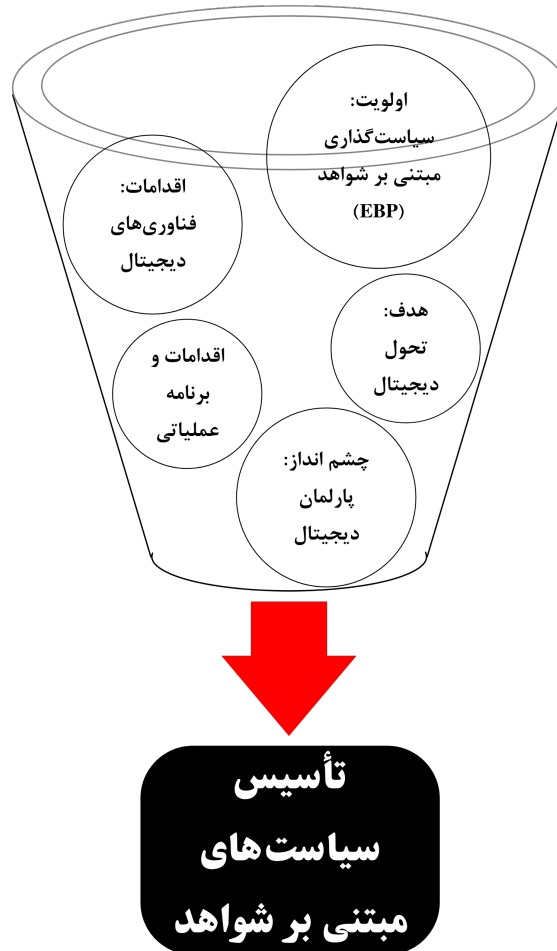 اولویت:
سیاست‌گذاری
مبتنی بر شواهد
(EBP)
اقدامات:
فناوری‌های
دیجیتال
هدف:
تحول
دیجیتال
اقدامات و
برنامه
عملیاتی
چشم انداز:
پارلمان
دیجیتال
تأسیس
سیاست‌های
مبتنی بر شواهد